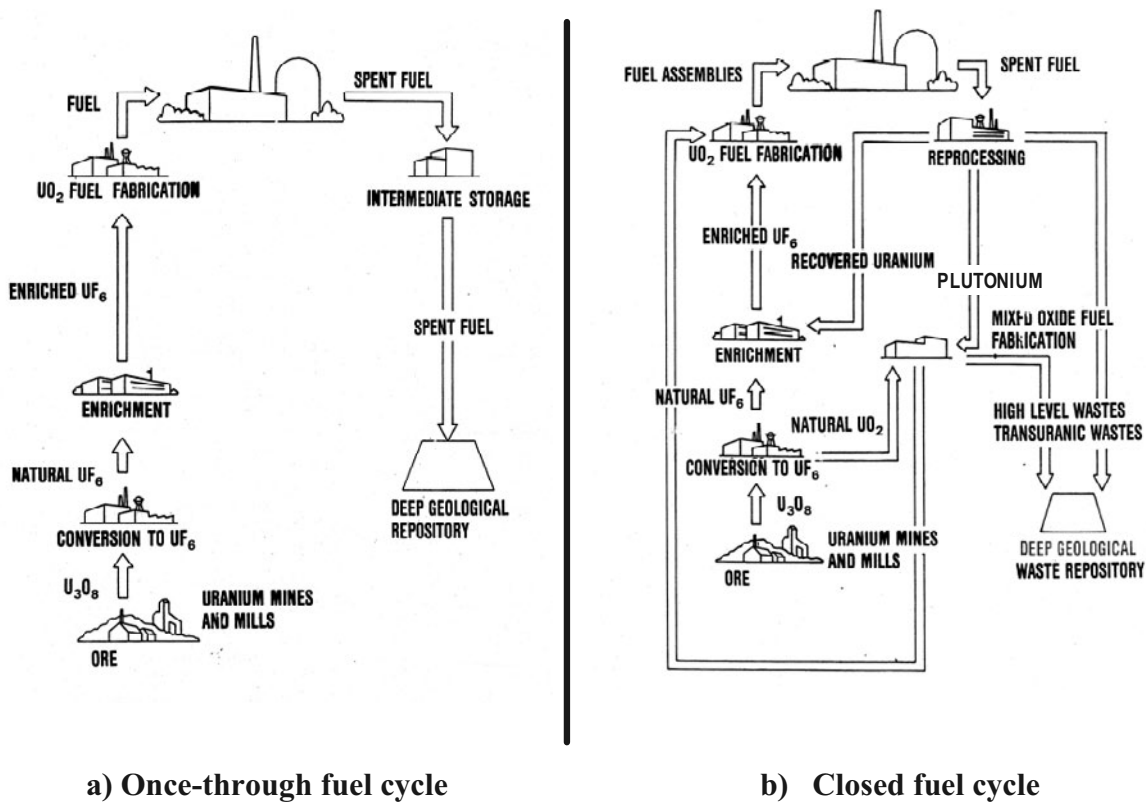 FUEL
SPENT FUEL
UO₂ FUEL FABRICATION
INTERMEDIATE STORAGE
ENRICHED UF₆
SPENT FUEL
ENRICHMENT
NATURAL UF₆
DEEP GEOLOGICAL
REPOSITORY
CONVERSION TO UF₆
U₃O₈
URANIUM MINES
AND MILLS
ORE
a) Once-through fuel cycle
FUEL ASSEMBLIES
SPENT FUEL
UO₂ FUEL FABRICATION
REPROCESSING
ENRICHED UF₆
RECOVERED URANIUM
PLUTONIUM
MIXED OXIDE FUEL
FABRICATION
ENRICHMENT
NATURAL UF₆
NATURAL UO₂
HIGH LEVEL WASTES
TRANSURANIC WASTES
CONVERSION TO UF₆
U₃O₈
URANIUM MINES
AND MILLS
ORE
DEEP GEOLOGICAL
WASTE REPOSITORY
b) Closed fuel cycle